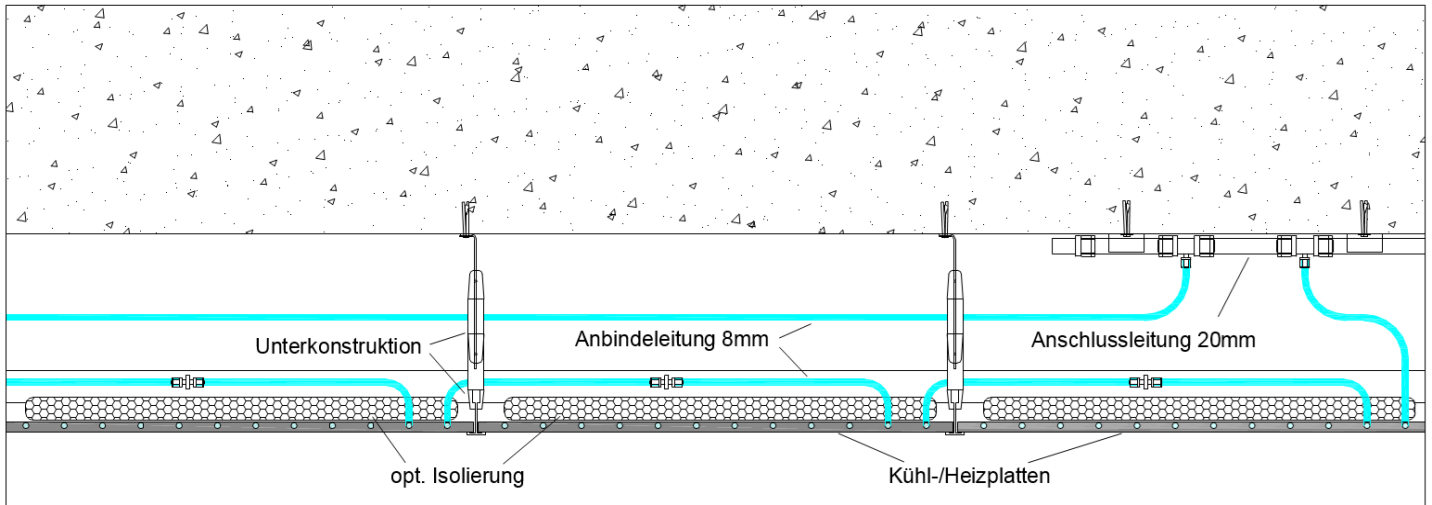 Unterkonstruktion
Anbindeleitung 8mm
Anschlussleitung 20mm
opt. Isolierung
Kühl-/Heizplatten